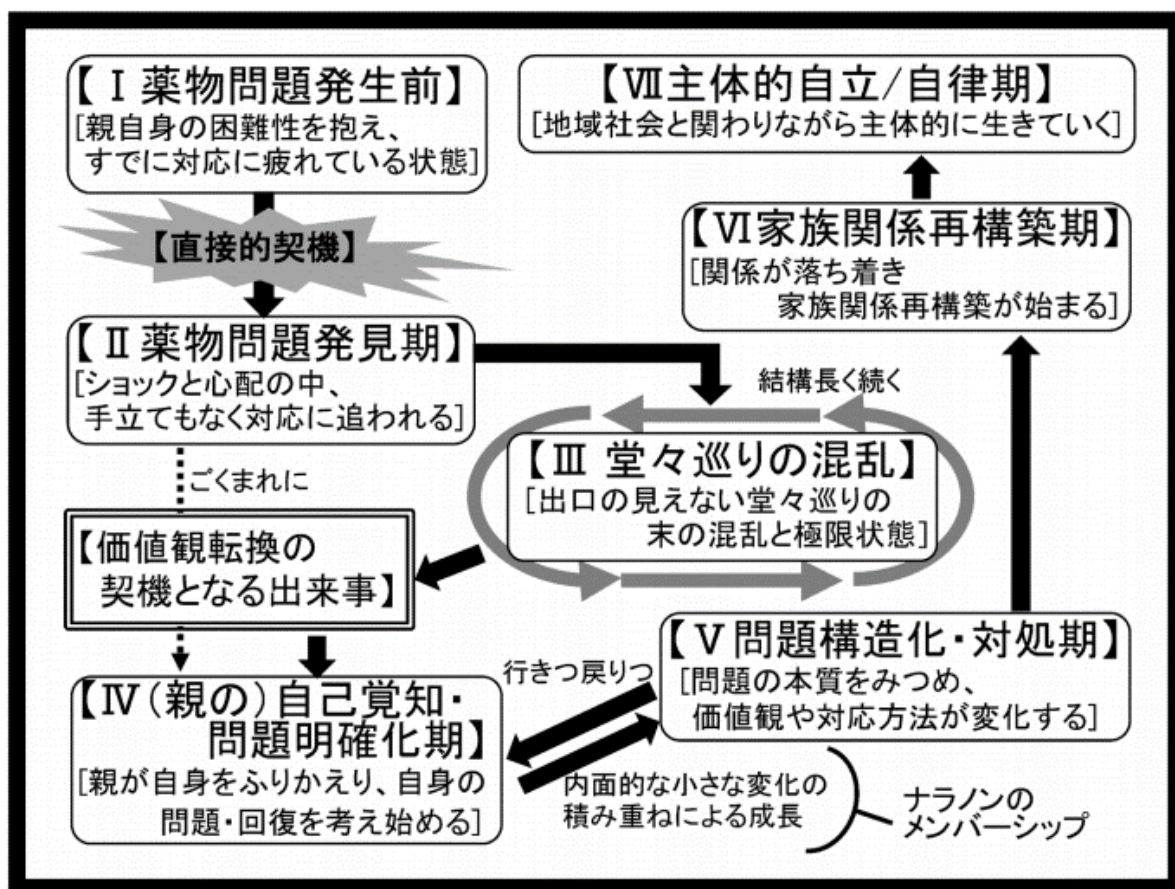 【Ⅰ薬物問題発生前】
[親自身の困難性を抱え、
すでに対応に疲れている状態]
【直接的契機】
【Ⅱ薬物問題発見期】
[ショックと心配の中、
手立てもなく対応に追われる]
ごくまれに
結構長く続く
【Ⅲ 堂々巡りの混乱】
[出口の見えない堂々巡りの
末の混乱と極限状態]
【価値観転換の
契機となる出来事】
【Ⅳ(親の)自己覚知・
問題明確化期】
[親が自身をふりかえり、自身の
問題・回復を考え始める]
行きつ戻りつ
【Ⅴ問題構造化・対処期】
[問題の本質をみつめ、
価値観や対応方法が変化する]
内面的な小さな変化の
積み重ねによる成長
ナラノンの
メンバーシップ
【Ⅵ家族関係再構築期】
[関係が落ち着き
家族関係再構築が始まる]
【Ⅶ主体的自立/自律期】
[地域社会と関わりながら主体的に生きていく]